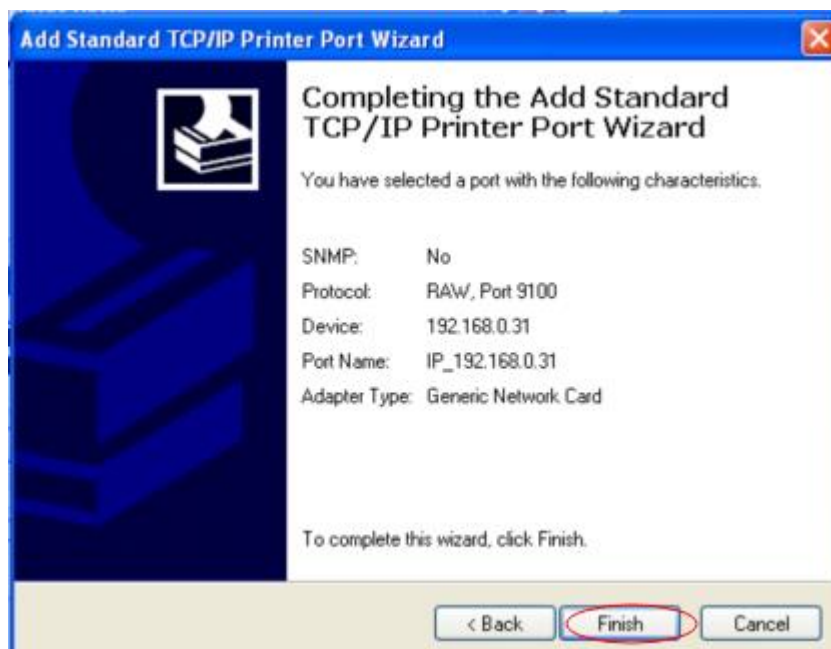 Add Standard TCP/IP Printer Port Wizard
Completing the Add Standard
TCP/IP Printer Port Wizard
You have selected a port with the following characteristics.
SNMP: No
Protocol: RAW, Port 9100
Device: 192.168.0.31
Port Name: IP_192.168.0.31
Adapter Type: Generic Network Card
To complete this wizard, click Finish.
< Back Finish Cancel